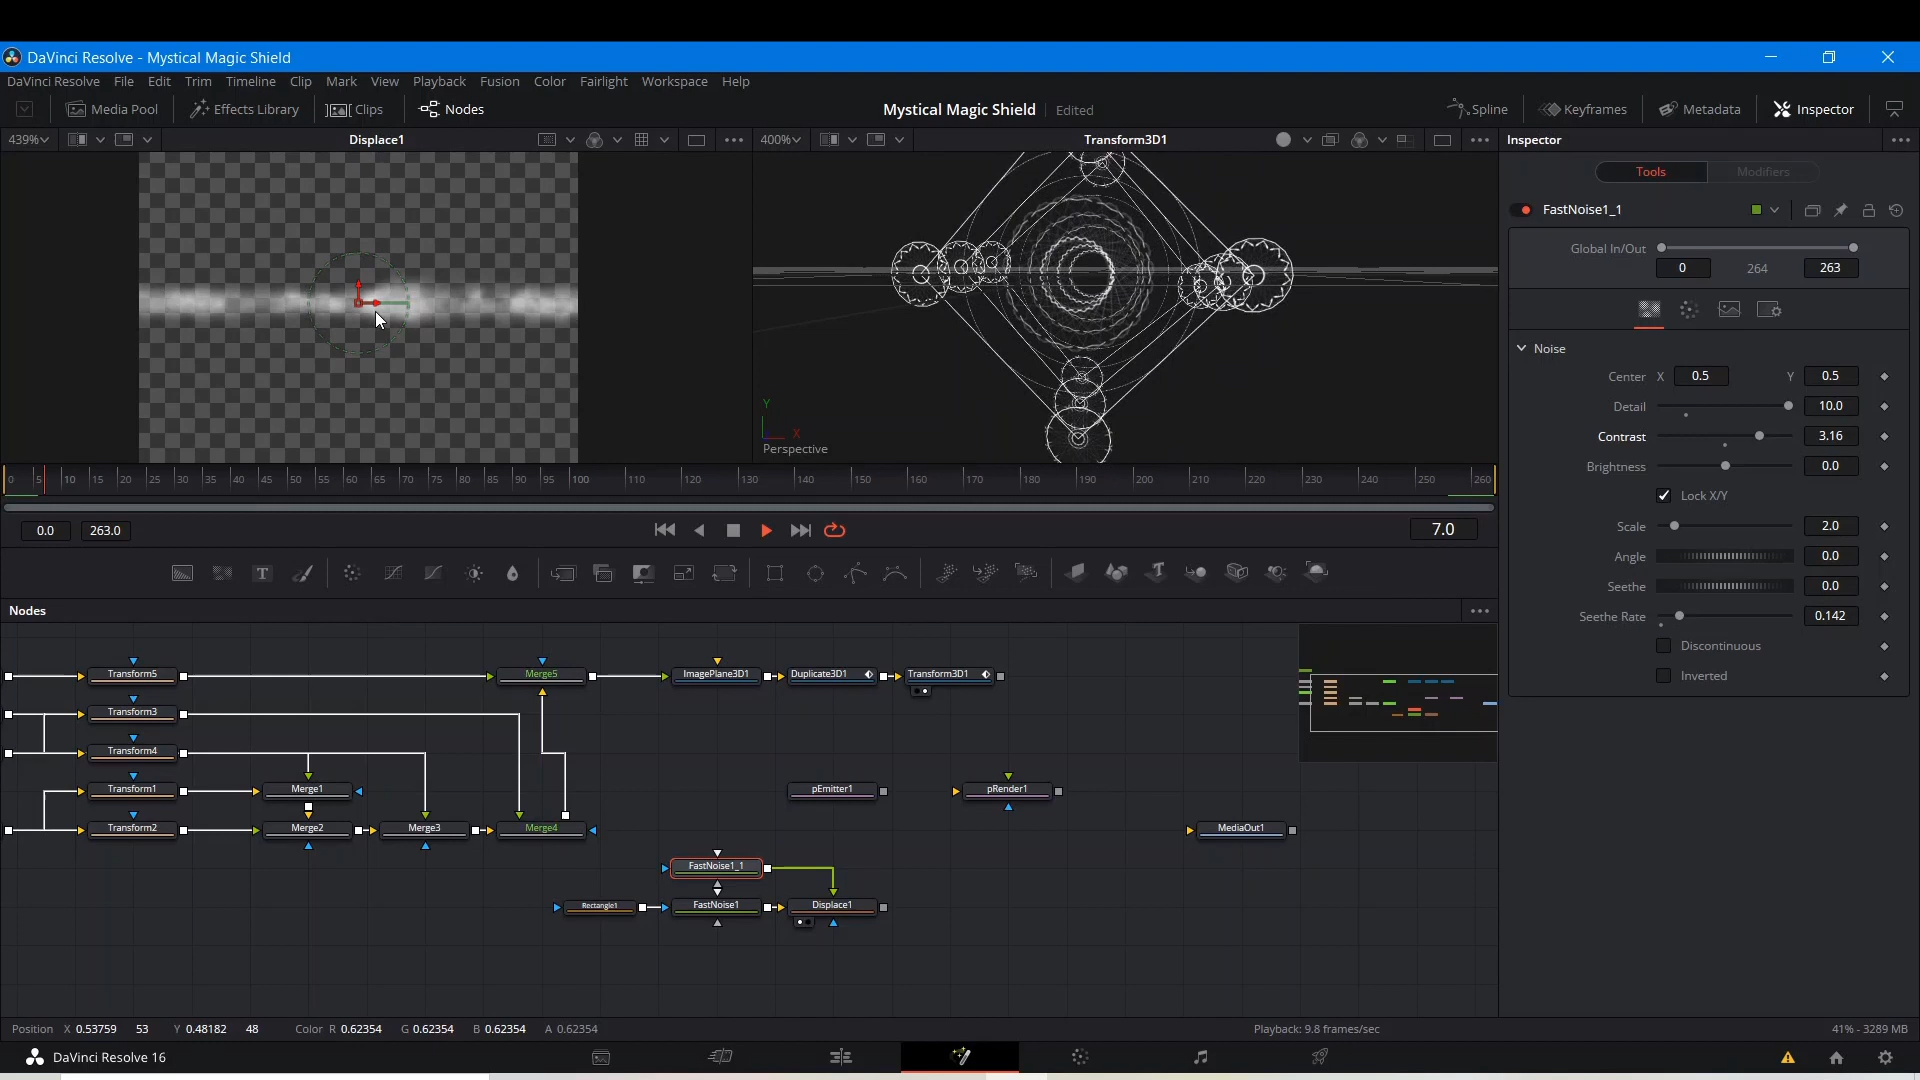 DaVinci Resolve - Mystical Magic Shield
DaVinci Resolve File Edit Trim Timeline Clip Mark View Playback Fusion Color Fairlight Workspace Help
Media Pool Effects Library Clips Nodes Mystical Magic Shield Edited Spline Keyframes Metadata Inspector
439% Displace1 400% Transform3D1 Inspector
Tools Modifiers
FastNoise1_1
Global In/Out
0 264 263
Noise
Center X 0.5 Y 0.5
Detail 10.0
Contrast 3.16
Brightness 0.0
Lock X/Y
Scale 2.0
Angle 0.0
Seethe 0.0
Seethe Rate 0.142
Discontinuous
Inverted
Y
X
Perspective
0 5 10 15 20 25 30 35 40 45 50 55 60 65 70 75 80 85 90 95 100 110 120 130 140 150 160 170 180 190 200 210 220 230 240 250 260
0.0 263.0 7.0
Nodes
Transform5 Merge5 ImagePlane3D1 Duplicate3D1 Transform3D1
Transform3
Transform4
Transform1 Merge1 pEmitter1 pRender1
Transform2 Merge2 Merge3 Merge4 MediaOut1
FastNoise1_1
Rectangle1 FastNoise1 Displace1
Position X 0.53759 53 Y 0.48182 48 Color R 0.62354 G 0.62354 B 0.62354 A 0.62354 Playback: 9.8 frames/sec 41% - 3289 MB
DaVinci Resolve 16